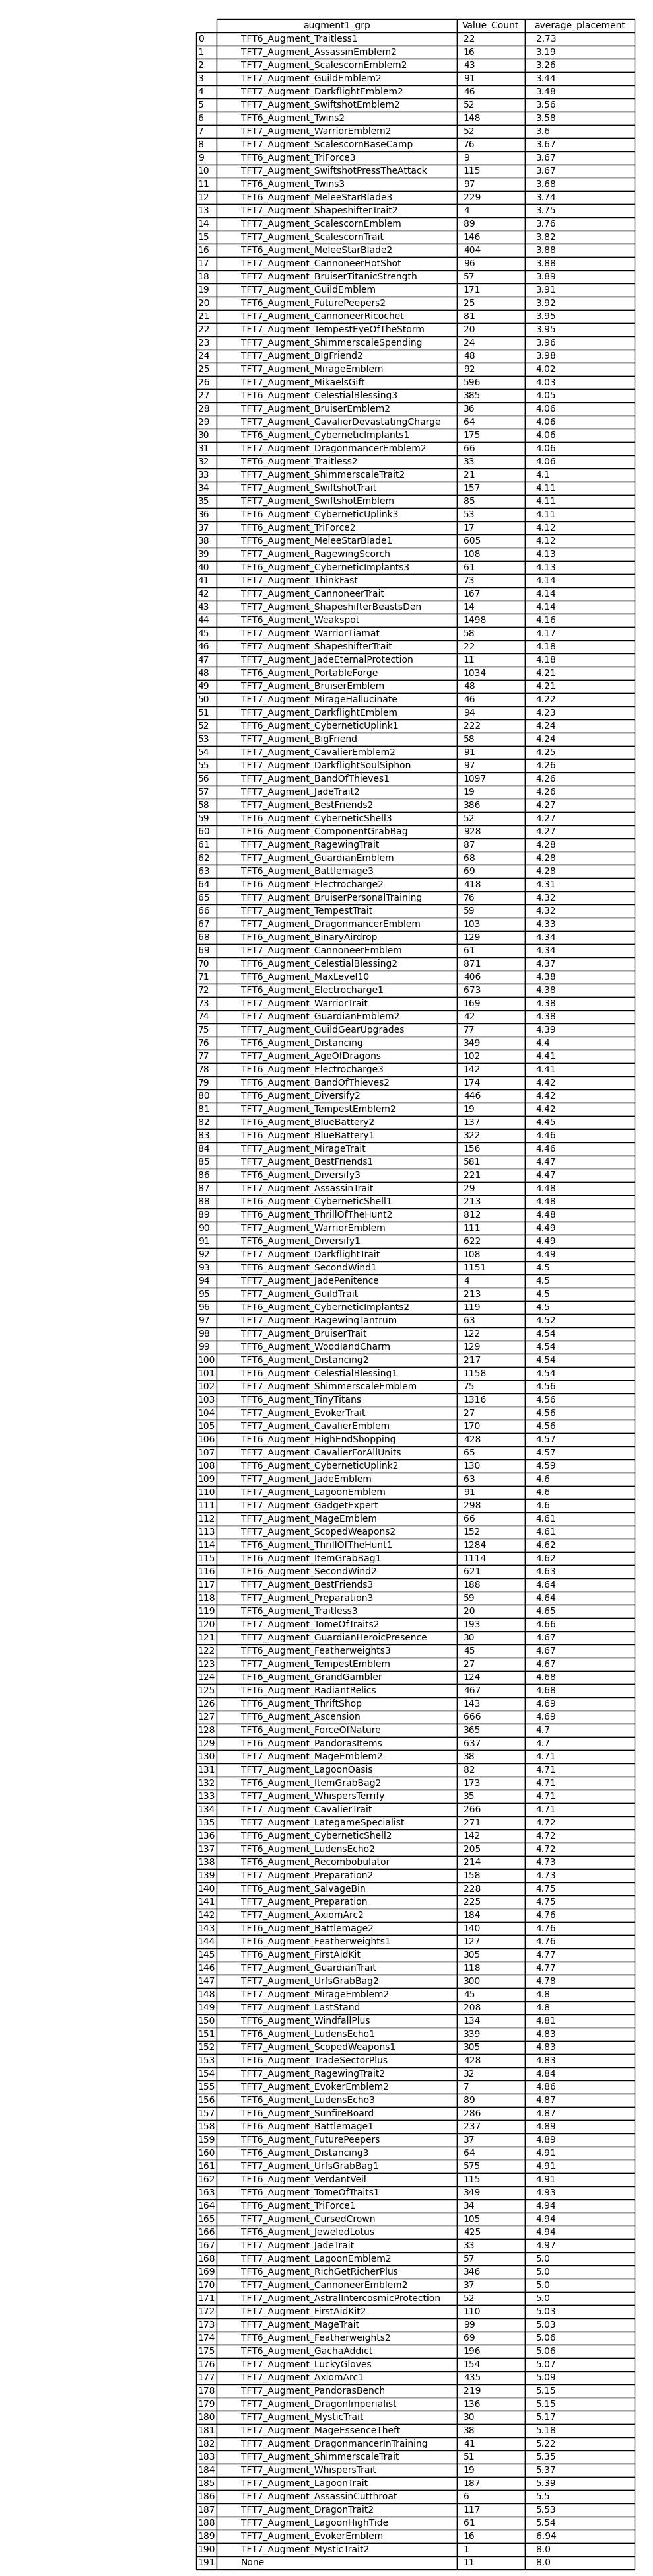 augment1_grp Value_Count average_placement
0 TFT6_Augment_Traitless1 22 2.73
1 TFT7_Augment_AssassinEmblem2 16 3.19
2 TFT7_Augment_ScalescornEmblem2 43 3.26
3 TFT7_Augment_GuildEmblem2 91 3.44
4 TFT7_Augment_DarkflightEmblem2 46 3.48
5 TFT7_Augment_SwiftshotEmblem2 52 3.56
6 TFT6_Augment_Twins2 148 3.58
7 TFT7_Augment_WarriorEmblem2 52 3.6
8 TFT7_Augment_ScalescornBaseCamp 76 3.67
9 TFT6_Augment_TriForce3 9 3.67
10 TFT7_Augment_SwiftshotPressTheAttack 115 3.67
11 TFT6_Augment_Twins3 97 3.68
12 TFT6_Augment_MeleeStarBlade3 229 3.74
13 TFT7_Augment_ShapeshifterTrait2 4 3.75
14 TFT7_Augment_ScalescornEmblem 89 3.76
15 TFT7_Augment_ScalescornTrait 146 3.82
16 TFT6_Augment_MeleeStarBlade2 404 3.88
17 TFT7_Augment_CannoneerHotShot 96 3.88
18 TFT7_Augment_BruiserTitanicStrength 57 3.89
19 TFT7_Augment_GuildEmblem 171 3.91
20 TFT6_Augment_FuturePeepers2 25 3.92
21 TFT7_Augment_CannoneerRicochet 81 3.95
22 TFT7_Augment_TempestEyeOfTheStorm 20 3.95
23 TFT7_Augment_ShimmerscaleSpending 24 3.96
24 TFT7_Augment_BigFriend2 48 3.98
25 TFT7_Augment_MirageEmblem 92 4.02
26 TFT7_Augment_MikaelsGift 596 4.03
27 TFT6_Augment_CelestialBlessing3 385 4.05
28 TFT7_Augment_BruiserEmblem2 36 4.06
29 TFT7_Augment_CavalierDevastatingCharge 64 4.06
30 TFT6_Augment_CyberneticImplants1 175 4.06
31 TFT7_Augment_DragonmancerEmblem2 66 4.06
32 TFT6_Augment_Traitless2 33 4.06
33 TFT7_Augment_ShimmerscaleTrait2 21 4.1
34 TFT7_Augment_SwiftshotTrait 157 4.11
35 TFT7_Augment_SwiftshotEmblem 85 4.11
36 TFT6_Augment_CyberneticUplink3 53 4.11
37 TFT6_Augment_TriForce2 17 4.12
38 TFT6_Augment_MeleeStarBlade1 605 4.12
39 TFT7_Augment_RagewingScorch 108 4.13
40 TFT6_Augment_CyberneticImplants3 61 4.13
41 TFT7_Augment_ThinkFast 73 4.14
42 TFT7_Augment_CannoneerTrait 167 4.14
43 TFT7_Augment_ShapeshifterBeastsDen 14 4.14
44 TFT6_Augment_Weakspot 1498 4.16
45 TFT7_Augment_WarriorTiamat 58 4.17
46 TFT7_Augment_ShapeshifterTrait 22 4.18
47 TFT7_Augment_JadeEternalProtection 11 4.18
48 TFT6_Augment_PortableForge 1034 4.21
49 TFT7_Augment_BruiserEmblem 48 4.21
50 TFT7_Augment_MirageHallucinate 46 4.22
51 TFT7_Augment_DarkflightEmblem 94 4.23
52 TFT6_Augment_CyberneticUplink1 222 4.24
53 TFT7_Augment_BigFriend 58 4.24
54 TFT7_Augment_CavalierEmblem2 91 4.25
55 TFT7_Augment_DarkflightSoulSiphon 97 4.26
56 TFT7_Augment_BandOfThieves1 1097 4.26
57 TFT7_Augment_JadeTrait2 19 4.26
58 TFT7_Augment_BestFriends2 386 4.27
59 TFT6_Augment_CyberneticShell3 52 4.27
60 TFT6_Augment_ComponentGrabBag 928 4.27
61 TFT7_Augment_RagewingTrait 87 4.28
62 TFT7_Augment_GuardianEmblem 68 4.28
63 TFT6_Augment_Battlemage3 69 4.28
64 TFT6_Augment_Electrocharge2 418 4.31
65 TFT7_Augment_BruiserPersonalTraining 76 4.32
66 TFT7_Augment_TempestTrait 59 4.32
67 TFT7_Augment_DragonmancerEmblem 103 4.33
68 TFT6_Augment_BinaryAirdrop 129 4.34
69 TFT7_Augment_CannoneerEmblem 61 4.34
70 TFT6_Augment_CelestialBlessing2 871 4.37
71 TFT6_Augment_MaxLevel10 406 4.38
72 TFT6_Augment_Electrocharge1 673 4.38
73 TFT7_Augment_WarriorTrait 169 4.38
74 TFT7_Augment_GuardianEmblem2 42 4.38
75 TFT7_Augment_GuildGearUpgrades 77 4.39
76 TFT6_Augment_Distancing 349 4.4
77 TFT7_Augment_AgeOfDragons 102 4.41
78 TFT6_Augment_Electrocharge3 142 4.41
79 TFT6_Augment_BandOfThieves2 174 4.42
80 TFT6_Augment_Diversify2 446 4.42
81 TFT7_Augment_TempestEmblem2 19 4.42
82 TFT6_Augment_BlueBattery2 137 4.45
83 TFT6_Augment_BlueBattery1 322 4.46
84 TFT7_Augment_MirageTrait 156 4.46
85 TFT7_Augment_BestFriends1 581 4.47
86 TFT6_Augment_Diversify3 221 4.47
87 TFT7_Augment_AssassinTrait 29 4.48
88 TFT6_Augment_CyberneticShell1 213 4.48
89 TFT6_Augment_ThrillOfTheHunt2 812 4.48
90 TFT7_Augment_WarriorEmblem 111 4.49
91 TFT6_Augment_Diversify1 622 4.49
92 TFT7_Augment_DarkflightTrait 108 4.49
93 TFT6_Augment_SecondWind1 1151 4.5
94 TFT7_Augment_JadePenitence 4 4.5
95 TFT7_Augment_GuildTrait 213 4.5
96 TFT6_Augment_CyberneticImplants2 119 4.5
97 TFT7_Augment_RagewingTantrum 63 4.52
98 TFT7_Augment_BruiserTrait 122 4.54
99 TFT6_Augment_WoodlandCharm 129 4.54
100 TFT6_Augment_Distancing2 217 4.54
101 TFT6_Augment_CelestialBlessing1 1158 4.54
102 TFT7_Augment_ShimmerscaleEmblem 75 4.56
103 TFT6_Augment_TinyTitans 1316 4.56
104 TFT7_Augment_EvokerTrait 27 4.56
105 TFT7_Augment_CavalierEmblem 170 4.56
106 TFT6_Augment_HighEndShopping 428 4.57
107 TFT7_Augment_CavalierForAllUnits 65 4.57
108 TFT6_Augment_CyberneticUplink2 130 4.59
109 TFT7_Augment_JadeEmblem 63 4.6
110 TFT7_Augment_LagoonEmblem 91 4.6
111 TFT7_Augment_GadgetExpert 298 4.6
112 TFT7_Augment_MageEmblem 66 4.61
113 TFT7_Augment_ScopedWeapons2 152 4.61
114 TFT6_Augment_ThrillOfTheHunt1 1284 4.62
115 TFT6_Augment_ItemGrabBag1 1114 4.62
116 TFT6_Augment_SecondWind2 621 4.63
117 TFT7_Augment_BestFriends3 188 4.64
118 TFT7_Augment_Preparation3 59 4.64
119 TFT6_Augment_Traitless3 20 4.65
120 TFT7_Augment_TomeOfTraits2 193 4.66
121 TFT7_Augment_GuardianHeroicPresence 30 4.67
122 TFT6_Augment_Featherweights3 45 4.67
123 TFT7_Augment_TempestEmblem 27 4.67
124 TFT6_Augment_GrandGambler 124 4.68
125 TFT6_Augment_RadiantRelics 467 4.68
126 TFT6_Augment_ThriftShop 143 4.69
127 TFT6_Augment_Ascension 666 4.69
128 TFT6_Augment_ForceOfNature 365 4.7
129 TFT6_Augment_PandorasItems 637 4.7
130 TFT7_Augment_MageEmblem2 38 4.71
131 TFT7_Augment_LagoonOasis 82 4.71
132 TFT6_Augment_ItemGrabBag2 173 4.71
133 TFT7_Augment_WhispersTerrify 35 4.71
134 TFT7_Augment_CavalierTrait 266 4.71
135 TFT7_Augment_LategameSpecialist 271 4.72
136 TFT6_Augment_CyberneticShell2 142 4.72
137 TFT6_Augment_LudensEcho2 205 4.72
138 TFT6_Augment_Recombobulator 214 4.73
139 TFT7_Augment_Preparation2 158 4.73
140 TFT6_Augment_SalvageBin 228 4.75
141 TFT7_Augment_Preparation 225 4.75
142 TFT7_Augment_AxiomArc2 184 4.76
143 TFT6_Augment_Battlemage2 140 4.76
144 TFT6_Augment_Featherweights1 127 4.76
145 TFT6_Augment_FirstAidKit 305 4.77
146 TFT7_Augment_GuardianTrait 118 4.77
147 TFT7_Augment_UrfsGrabBag2 300 4.78
148 TFT7_Augment_MirageEmblem2 45 4.8
149 TFT7_Augment_LastStand 208 4.8
150 TFT6_Augment_WindfallPlus 134 4.81
151 TFT6_Augment_LudensEcho1 339 4.83
152 TFT7_Augment_ScopedWeapons1 305 4.83
153 TFT6_Augment_TradeSectorPlus 428 4.83
154 TFT7_Augment_RagewingTrait2 32 4.84
155 TFT7_Augment_EvokerEmblem2 7 4.86
156 TFT6_Augment_LudensEcho3 89 4.87
157 TFT6_Augment_SunfireBoard 286 4.87
158 TFT6_Augment_Battlemage1 237 4.89
159 TFT6_Augment_FuturePeepers 37 4.89
160 TFT6_Augment_Distancing3 64 4.91
161 TFT7_Augment_UrfsGrabBag1 575 4.91
162 TFT6_Augment_VerdantVeil 115 4.91
163 TFT6_Augment_TomeOfTraits1 349 4.93
164 TFT6_Augment_TriForce1 34 4.94
165 TFT7_Augment_CursedCrown 105 4.94
166 TFT6_Augment_JeweledLotus 425 4.94
167 TFT7_Augment_JadeTrait 33 4.97
168 TFT7_Augment_LagoonEmblem2 57 5.0
169 TFT6_Augment_RichGetRicherPlus 346 5.0
170 TFT7_Augment_CannoneerEmblem2 37 5.0
171 TFT7_Augment_AstralIntercosmicProtection 52 5.0
172 TFT7_Augment_FirstAidKit2 110 5.03
173 TFT7_Augment_MageTrait 99 5.03
174 TFT6_Augment_Featherweights2 69 5.06
175 TFT6_Augment_GachaAddict 196 5.06
176 TFT7_Augment_LuckyGloves 154 5.07
177 TFT7_Augment_AxiomArc1 435 5.09
178 TFT7_Augment_PandorasBench 219 5.15
179 TFT7_Augment_DragonImperialist 136 5.15
180 TFT7_Augment_MysticTrait 30 5.17
181 TFT7_Augment_MageEssenceTheft 38 5.18
182 TFT7_Augment_DragonmancerInTraining 41 5.22
183 TFT7_Augment_ShimmerscaleTrait 51 5.35
184 TFT7_Augment_WhispersTrait 19 5.37
185 TFT7_Augment_LagoonTrait 187 5.39
186 TFT7_Augment_AssassinCutthroat 6 5.5
187 TFT7_Augment_DragonTrait2 117 5.53
188 TFT7_Augment_LagoonHighTide 61 5.54
189 TFT7_Augment_EvokerEmblem 16 6.94
190 TFT7_Augment_MysticTrait2 1 8.0
191 None 11 8.0